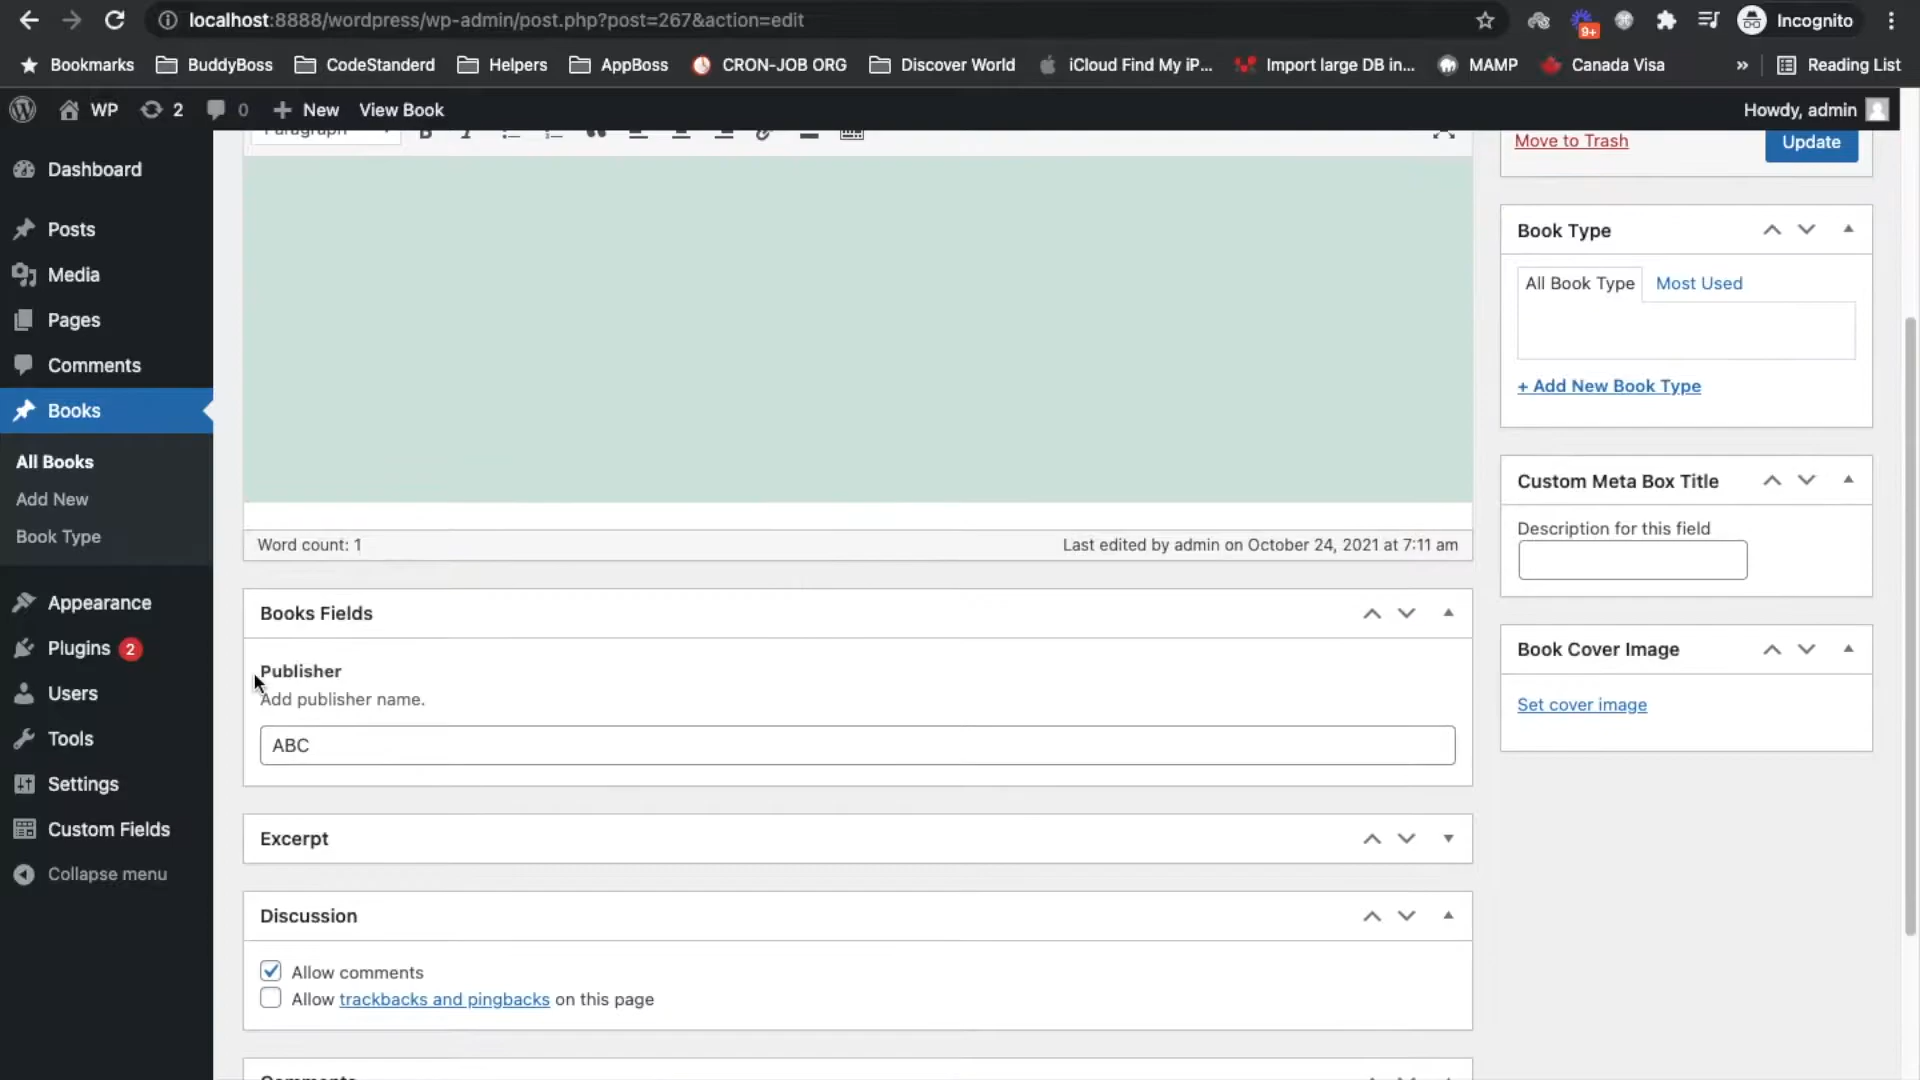 localhost:8888/wordpress/wp-admin/post.php?post=267&action=edit
9+
Incognito
Bookmarks
BuddyBoss
CodeStanderd
Helpers
AppBoss
CRON-JOB ORG
Discover World
iCloud Find My iP...
Import large DB in...
MAMP
Canada Visa
»
Reading List
WP
2
0
New
View Book
Howdy, admin
Paragraph
Move to Trash
Update
Dashboard
Posts
Media
Pages
Comments
Books
All Books
Add New
Book Type
Appearance
Plugins 2
Users
Tools
Settings
Custom Fields
Collapse menu
Word count: 1
Last edited by admin on October 24, 2021 at 7:11 am
Books Fields
Publisher
Add publisher name.
ABC
Excerpt
Discussion
Allow comments
Allow trackbacks and pingbacks on this page
Comments
Book Type
All Book Type
Most Used
+ Add New Book Type
Custom Meta Box Title
Description for this field
Book Cover Image
Set cover image